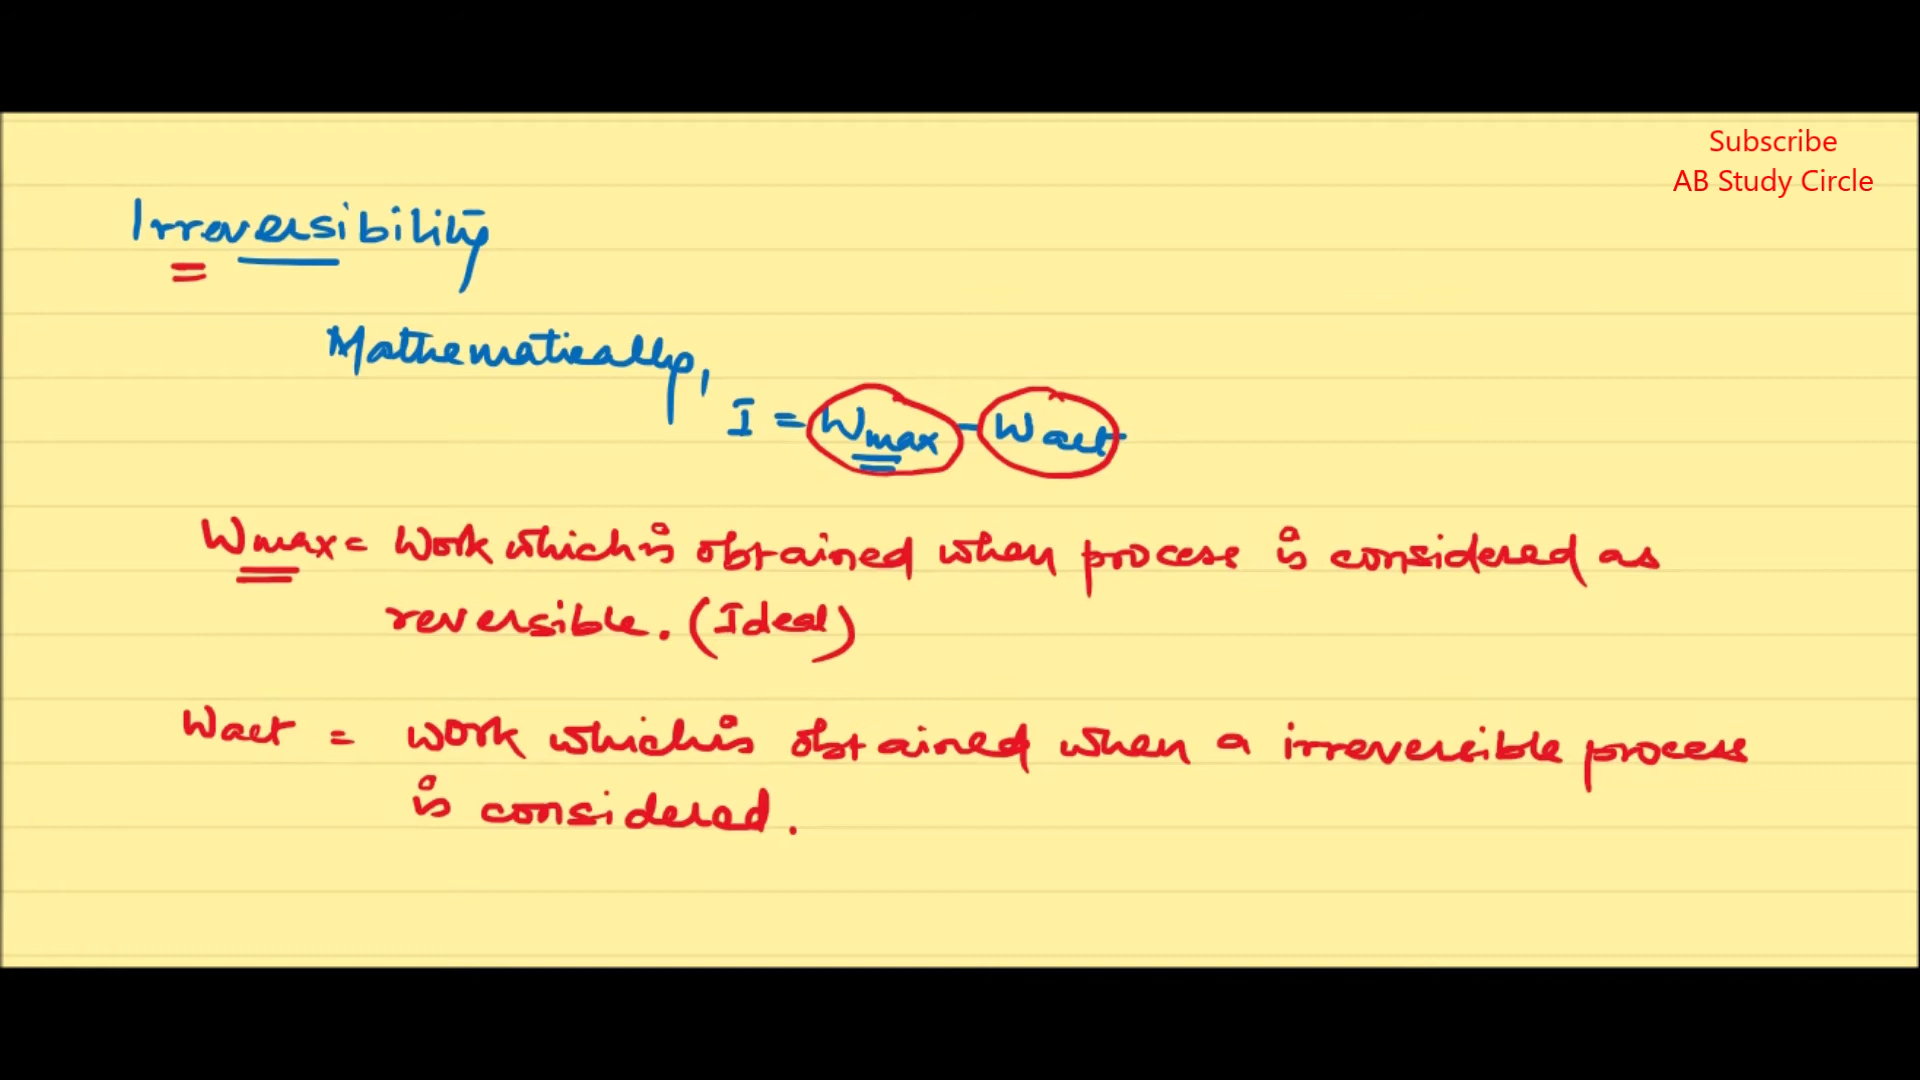 Subscribe
AB Study Circle
Irreversibility
Mathematically,
I = Wmax - Wact
Wmax = Work which is obtained when process is considered as
reversible. (Ideal)
Wact = work which is obtained when a irreversible process
is considered.